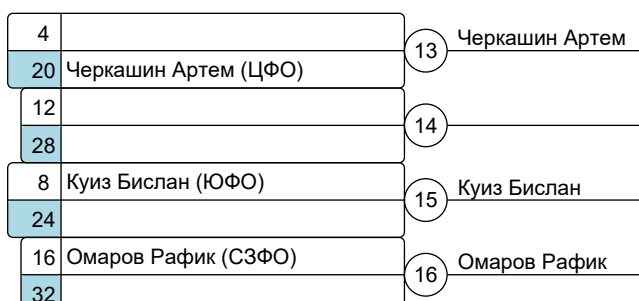 4
13 Черкашин Артем
20 Черкашин Артем (ЦФО)
12
14
28
8 Куиз Бислан (ЮФО)
15 Куиз Бислан
24
16 Омаров Рафик (СЗФО)
16 Омаров Рафик
32